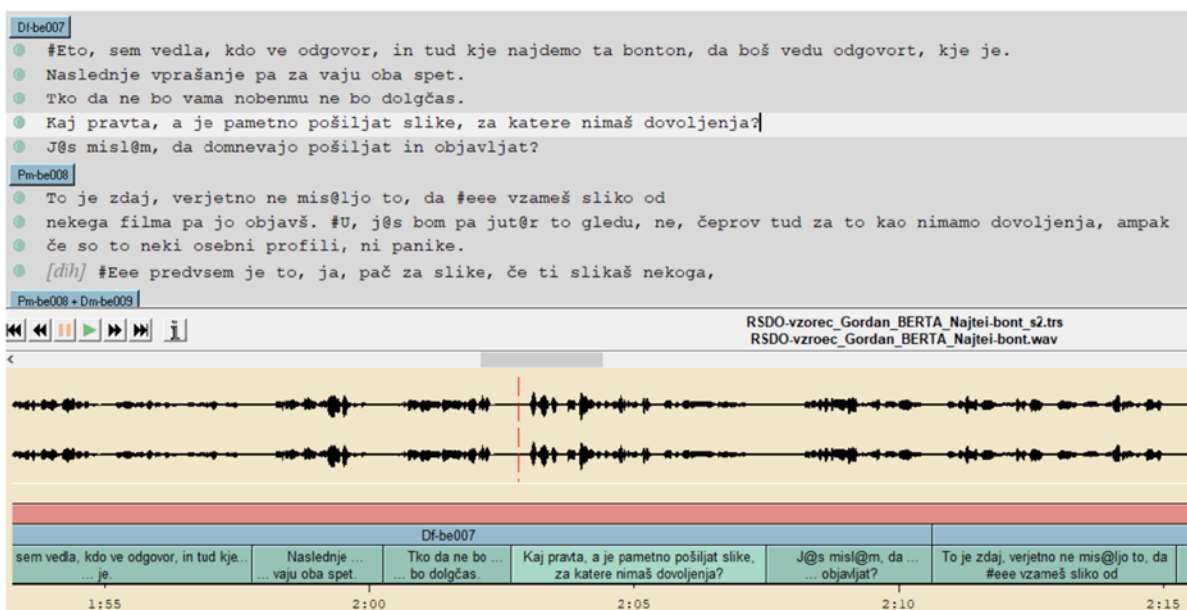 Df-be007
#Eto, sem vedla, kdo ve odgovor, in tud kje najdemo ta bonton, da boš vedu odgovort, kje je.
Naslednje vprašanje pa za vaju oba spet.
Tko da ne bo vama nobenmu ne bo dolgčas.
Kaj pravta, a je pametno pošiljat slike, za katere nimaš dovoljenja?
J@s misl@m, da domnevajo pošiljat in objavljat?
Pm-be008
To je zdaj, verjetno ne mis@ljo to, da #eee vzameš sliko od
nekega filma pa jo objavš. #U, j@s bom pa jut@r to gledu, ne, čeprov tud za to kao nimamo dovoljenja, ampak
če so to neki osebni profili, ni panike.
[dih] #Eee predvsem je to, ja, pač za slike, če ti slikaš nekoga,
Pm-be008 + Dm-be009
i
RSDO-vzorec_Gordan_BERTA_Najtei-bont_s2.trs
RSDO-vzroec_Gordan_BERTA_Najtei-bont.wav
Df-be007
sem vedla, kdo ve odgovor, in tud kje...
... je.
Naslednje ...
... vaju oba spet.
Tko da ne bo ...
... bo dolgčas.
Kaj pravta, a je pametno pošiljat slike,
za katere nimaš dovoljenja?
J@s misl@m, da ...
... objavljat?
To je zdaj, verjetno ne mis@ljo to, da
#eee vzameš sliko od
1:55 2:00 2:05 2:10 2:15